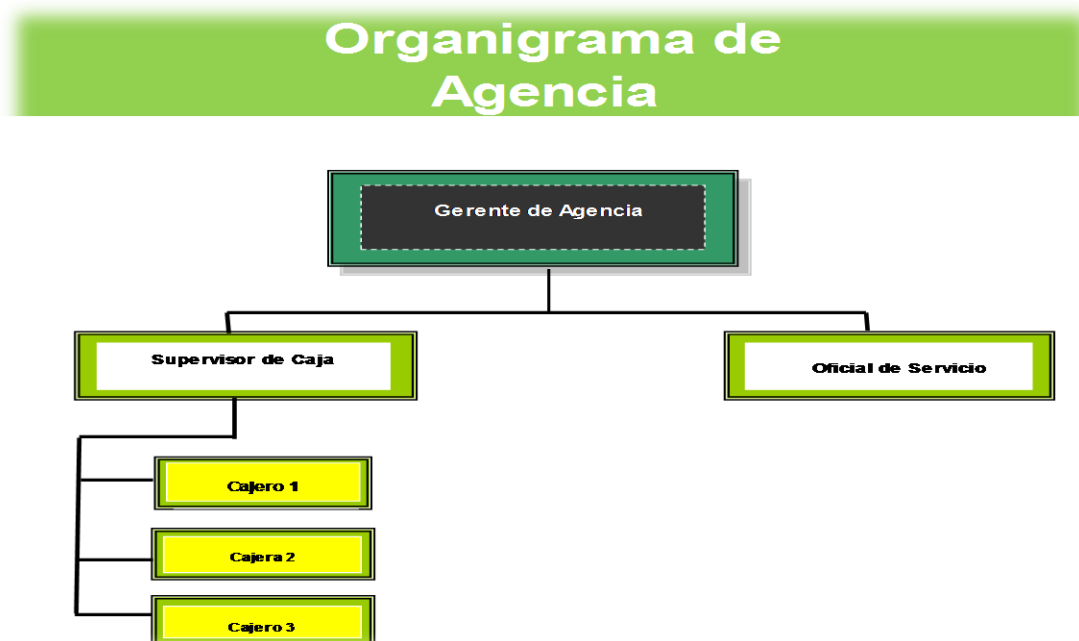 Organigrama de
Agencia
Gerente de Agencia
Supervisor de Caja
Oficial de Servicio
Cajero 1
Cajera 2
Cajero 3